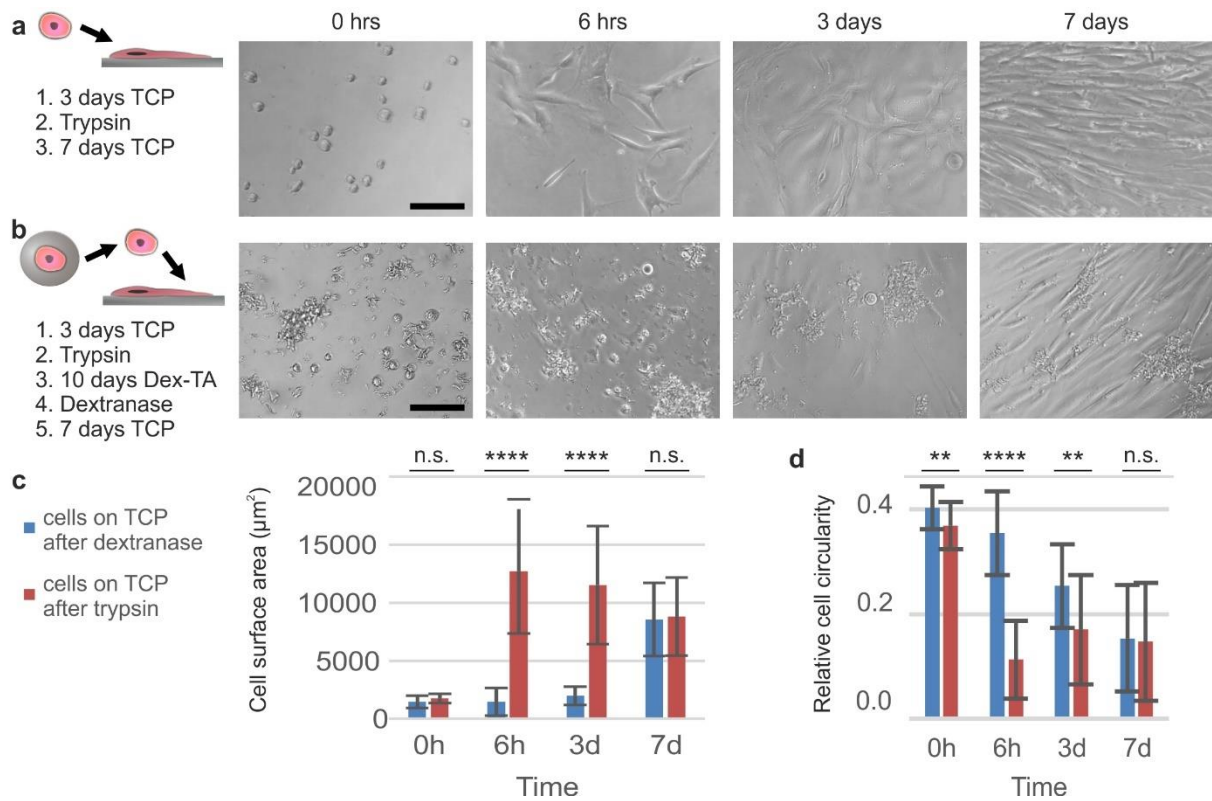 a
0 hrs
6 hrs
3 days
7 days
1. 3 days TCP
2. Trypsin
3. 7 days TCP
b
1. 3 days TCP
2. Trypsin
3. 10 days Dex-TA
4. Dextranase
5. 7 days TCP
c
cells on TCP
after dextranase
cells on TCP
after trypsin
n.s.
****
****
n.s.
Cell surface area (µm²)
20000
15000
10000
5000
0
0h
6h
3d
7d
Time
d
**
****
**
n.s.
Relative cell circularity
0.4
0.2
0.0
0h
6h
3d
7d
Time